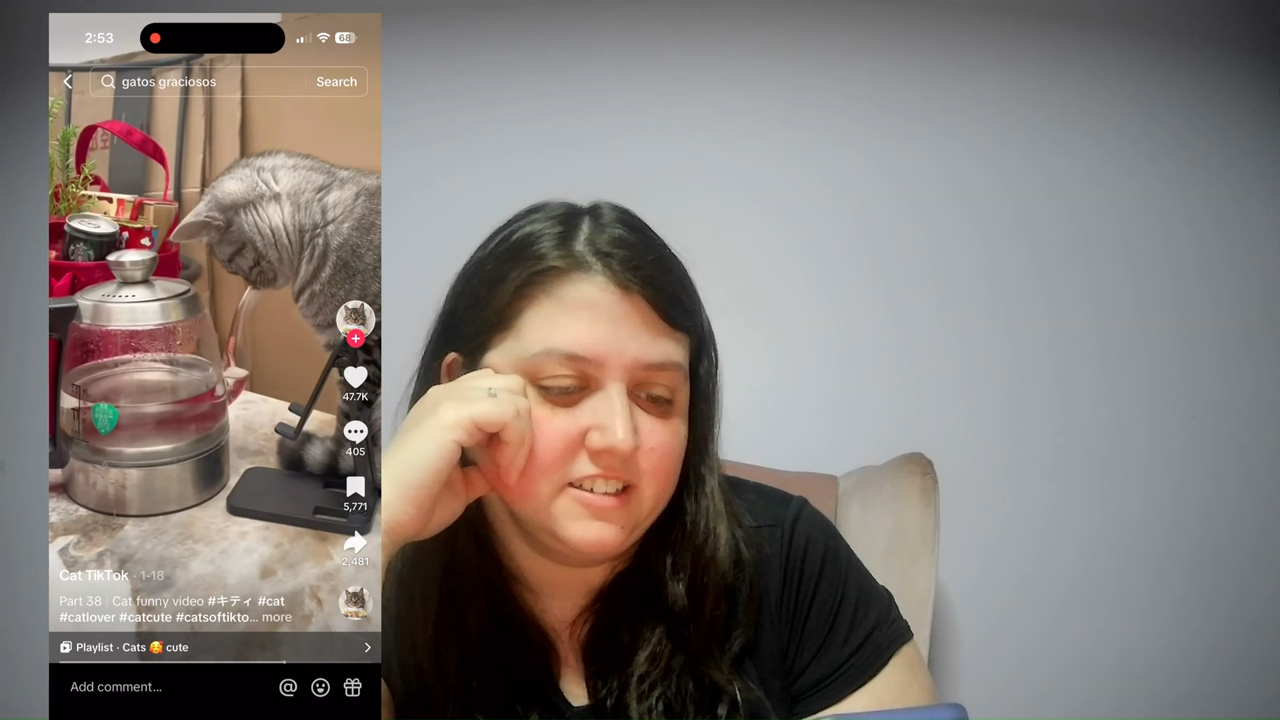 2:53
68
gatos graciosos
Search
47.7K
405
5,771
2,481
Cat TikTok · 1-18
Part 38 | Cat funny video #キティ #cat
#catlover #catcute #catsoftikto... more
Playlist · Cats 🥰 cute
Add comment...